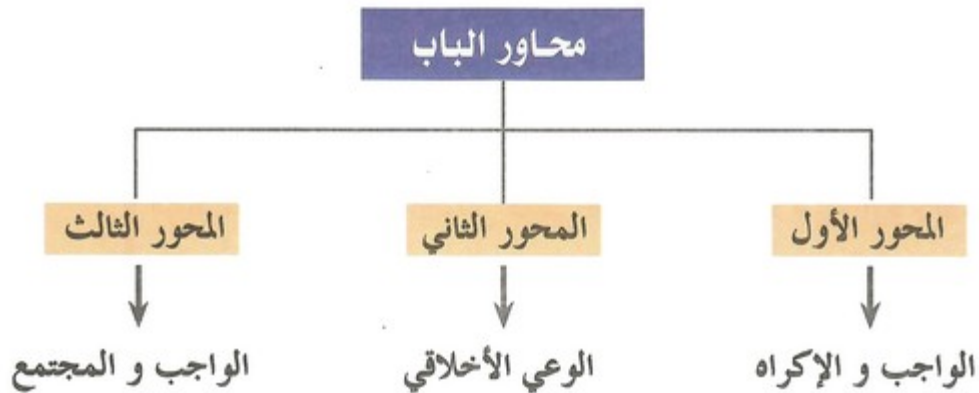 محاور الباب
المحور الأول
المحور الثاني
المحور الثالث
الواجب و الإكراه
الوعي الأخلاقي
الواجب و المجتمع